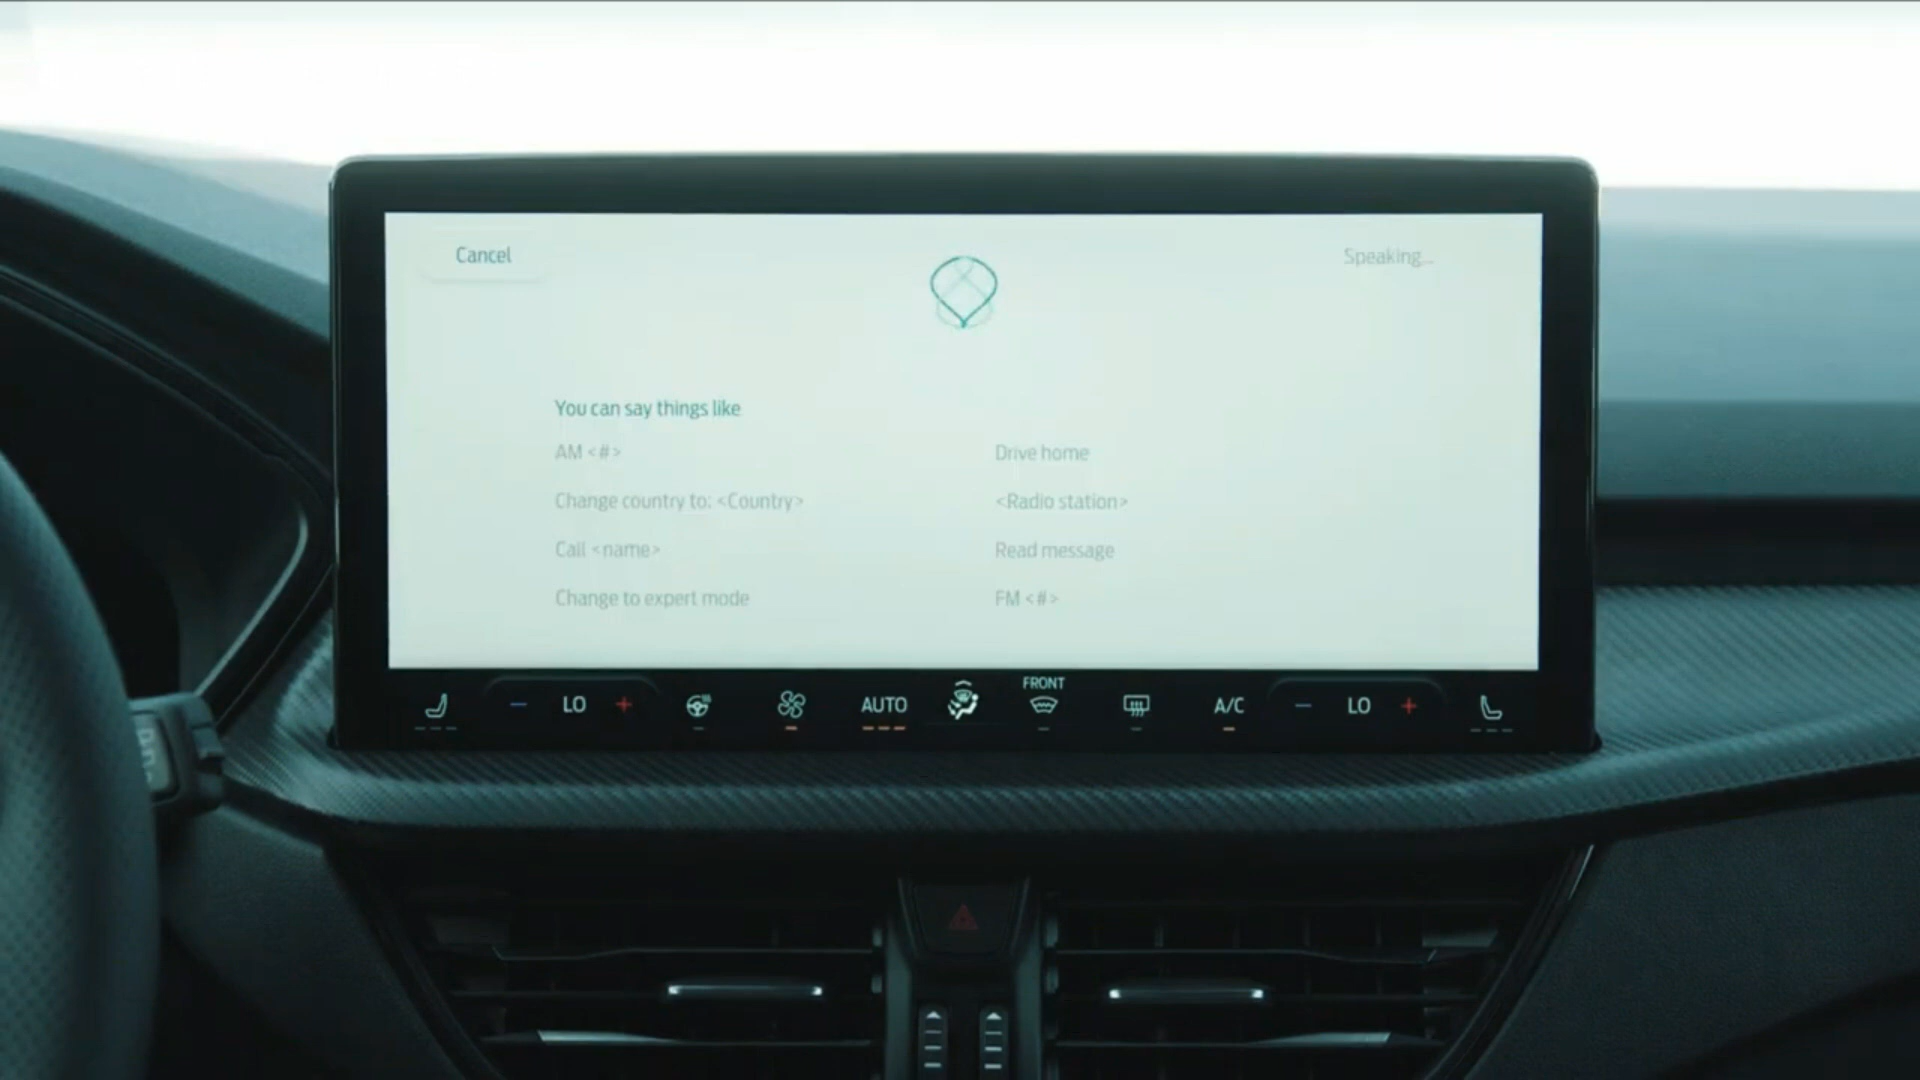 Cancel
Speaking...
You can say things like
AM <#>
Drive home
Change country to: <Country>
<Radio station>
Call <name>
Read message
Change to expert mode
FM <#>
FRONT
LO
AUTO
A/C
LO